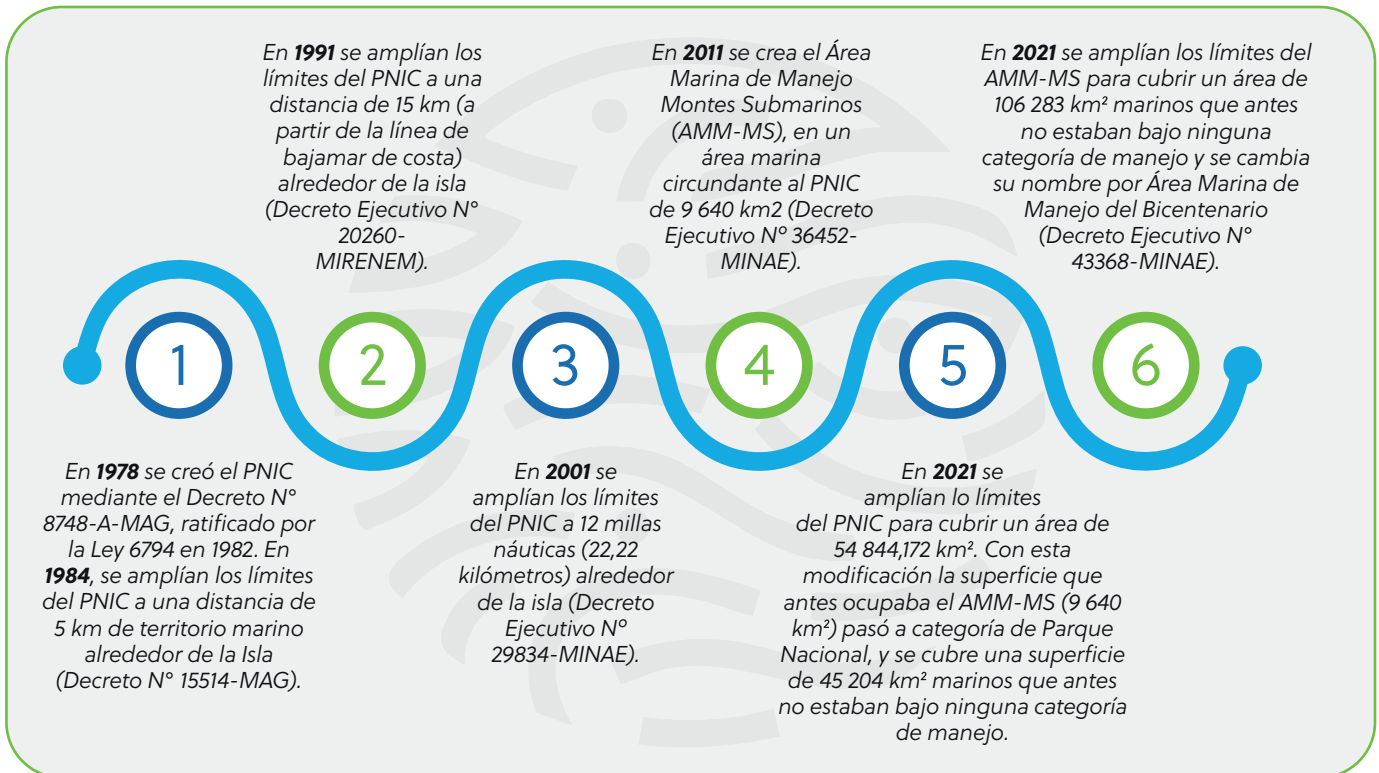 En 1991 se amplían los
límites del PNIC a una
distancia de 15 km (a
partir de la línea de
bajamar de costa)
alrededor de la isla
(Decreto Ejecutivo N°
20260-
MIRENEM).
En 2011 se crea el Área
Marina de Manejo
Montes Submarinos
(AMM-MS), en un
área marina
circundante al PNIC
de 9 640 km2 (Decreto
Ejecutivo Nº 36452-
MINAE).
En 2021 se amplían los límites del
AMM-MS para cubrir un área de
106 283 km² marinos que antes
no estaban bajo ninguna
categoría de manejo y se cambia
su nombre por Área Marina de
Manejo del Bicentenario
(Decreto Ejecutivo N°
43368-MINAE).
1
2
3
4
5
6
En 1978 se creó el PNIC
mediante el Decreto N°
8748-A-MAG, ratificado por
la Ley 6794 en 1982. En
1984, se amplían los límites
del PNIC a una distancia de
5 km de territorio marino
alrededor de la Isla
(Decreto N° 15514-MAG).
En 2001 se
amplían los límites
del PNIC a 12 millas
náuticas (22,22
kilómetros) alrededor
de la isla (Decreto
Ejecutivo Nº
29834-MINAE).
En 2021 se
amplían lo límites
del PNIC para cubrir un área de
54 844,172 km². Con esta
modificación la superficie que
antes ocupaba el AMM-MS (9 640
km²) pasó a categoría de Parque
Nacional, y se cubre una superficie
de 45 204 km² marinos que antes
no estaban bajo ninguna categoría
de manejo.